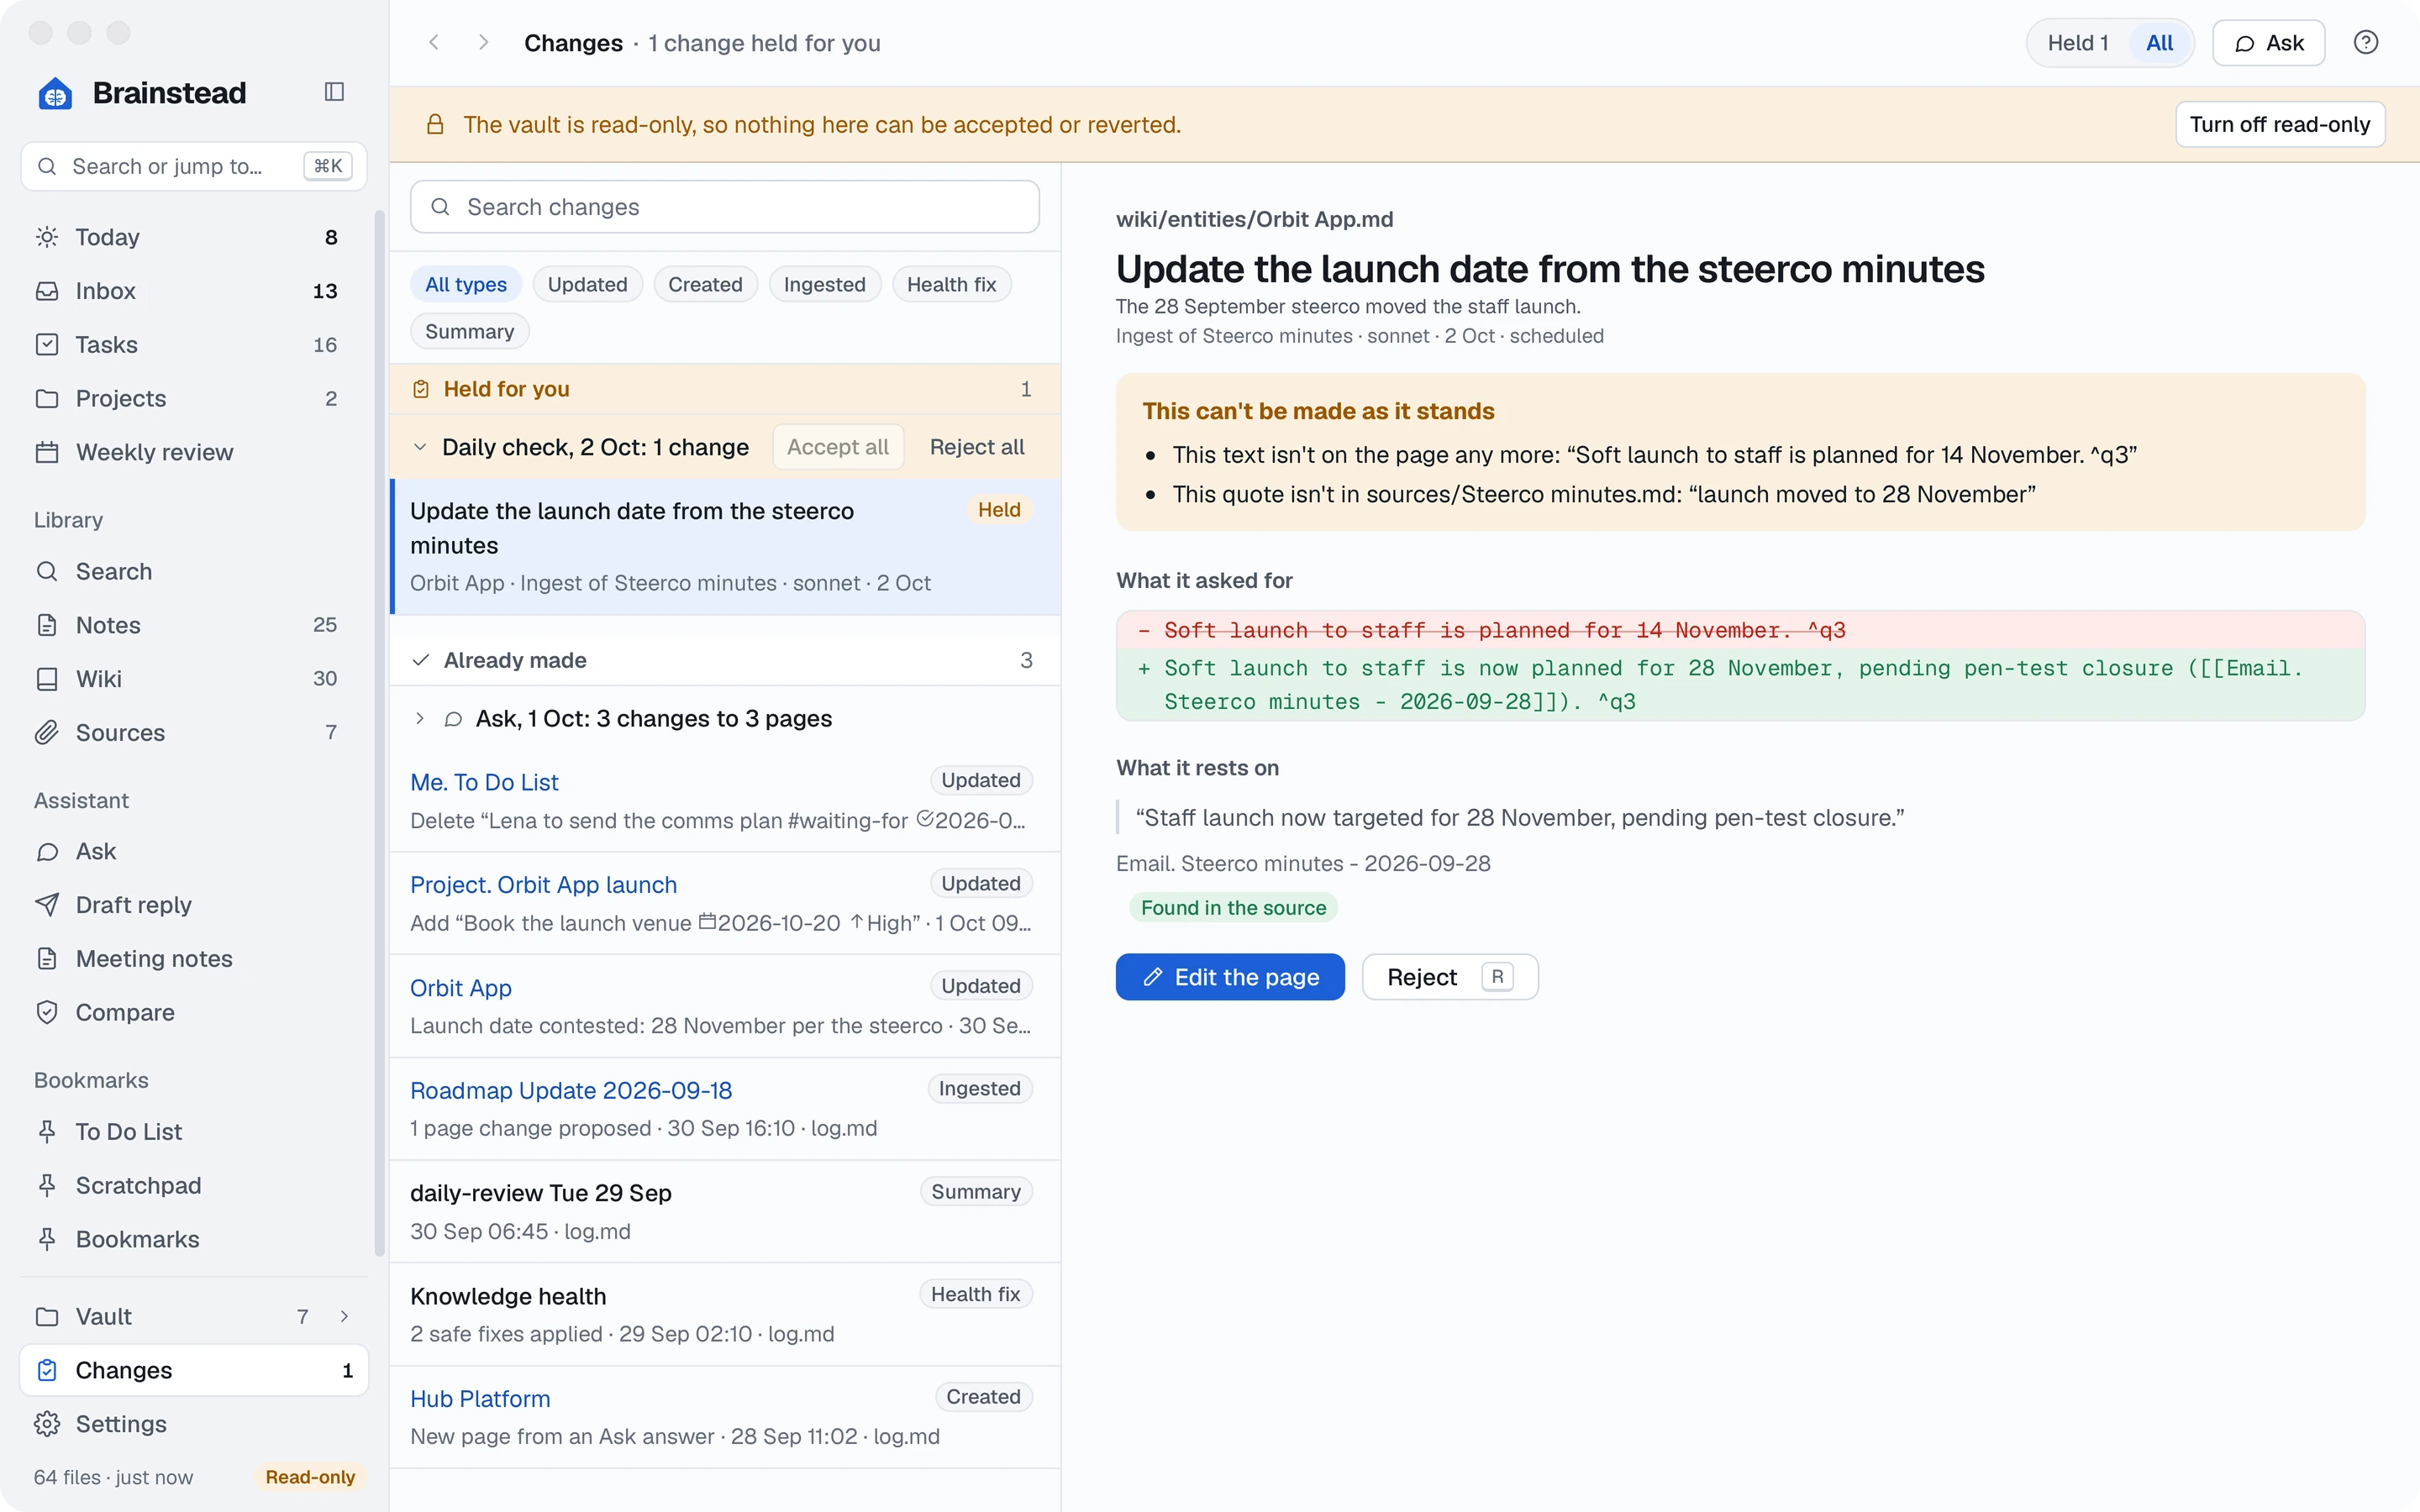 Brainstead
Search or jump to... ⌘K
Today 8
Inbox 13
Tasks 16
Projects 2
Weekly review
Library
Search
Notes 25
Wiki 30
Sources 7
Assistant
Ask
Draft reply
Meeting notes
Compare
Bookmarks
To Do List
Scratchpad
Bookmarks
Vault 7
Changes 1
Settings
64 files · just now Read-only
Changes · 1 change held for you
Held 1 All Ask
The vault is read-only, so nothing here can be accepted or reverted. Turn off read-only
Search changes
All types Updated Created Ingested Health fix
Summary
Held for you 1
Daily check, 2 Oct: 1 change Accept all Reject all
Update the launch date from the steerco Held
minutes
Orbit App · Ingest of Steerco minutes · sonnet · 2 Oct
Already made 3
Ask, 1 Oct: 3 changes to 3 pages
Me. To Do List Updated
Delete “Lena to send the comms plan #waiting-for 2026-0...
Project. Orbit App launch Updated
Add “Book the launch venue 2026-10-20 High” · 1 Oct 09...
Orbit App Updated
Launch date contested: 28 November per the steerco · 30 Se...
Roadmap Update 2026-09-18 Ingested
1 page change proposed · 30 Sep 16:10 · log.md
daily-review Tue 29 Sep Summary
30 Sep 06:45 · log.md
Knowledge health Health fix
2 safe fixes applied · 29 Sep 02:10 · log.md
Hub Platform Created
New page from an Ask answer · 28 Sep 11:02 · log.md
wiki/entities/Orbit App.md
Update the launch date from the steerco minutes
The 28 September steerco moved the staff launch.
Ingest of Steerco minutes · sonnet · 2 Oct · scheduled
This can't be made as it stands
• This text isn't on the page any more: “Soft launch to staff is planned for 14 November. ^q3”
• This quote isn't in sources/Steerco minutes.md: “launch moved to 28 November”
What it asked for
− Soft launch to staff is planned for 14 November. ^q3
+ Soft launch to staff is now planned for 28 November, pending pen-test closure ([[Email.
Steerco minutes - 2026-09-28]]). ^q3
What it rests on
“Staff launch now targeted for 28 November, pending pen-test closure.”
Email. Steerco minutes - 2026-09-28
Found in the source
Edit the page Reject R